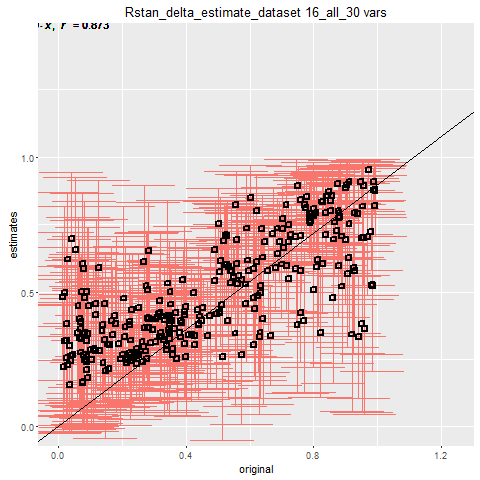 Rstan_delta_estimate_dataset 16_all_30 vars
x, r = 0.873
1.0
0.5
0.0
estimates
0.0
0.4
0.8
1.2
original